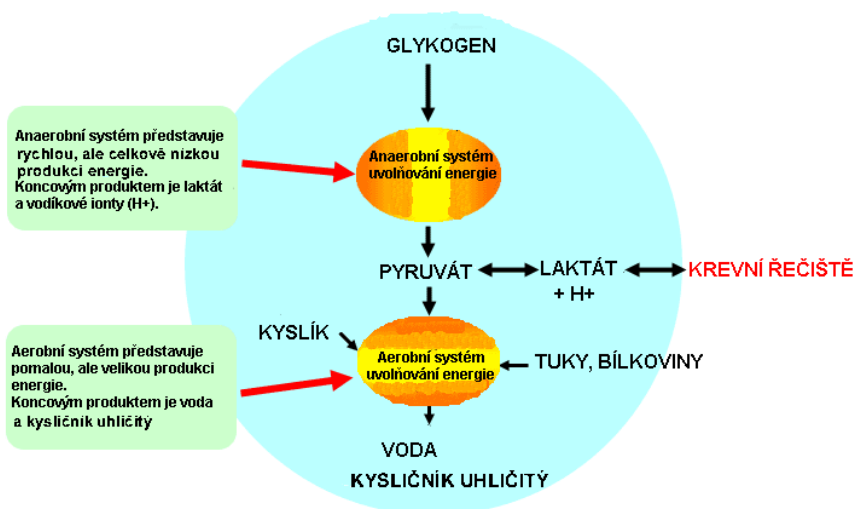 GLYKOGEN
Anaerobní systém představuje
rychlou, ale celkově nízkou
produkci energie.
Koncovým produktem je laktát
a vodíkové ionty (H+).
Anaerobní systém
uvolňování energie
PYRUVÁT
LAKTÁT
+ H+
KREVNÍ ŘEČIŠTĚ
KYSLÍK
Aerobní systém představuje
pomalou, ale velikou produkci
energie.
Koncovým produktem je voda
a kysličník uhličitý
Aerobní systém
uvolňování energie
TUKY, BÍLKOVINY
VODA
KYSLIČNÍK UHLIČITÝ